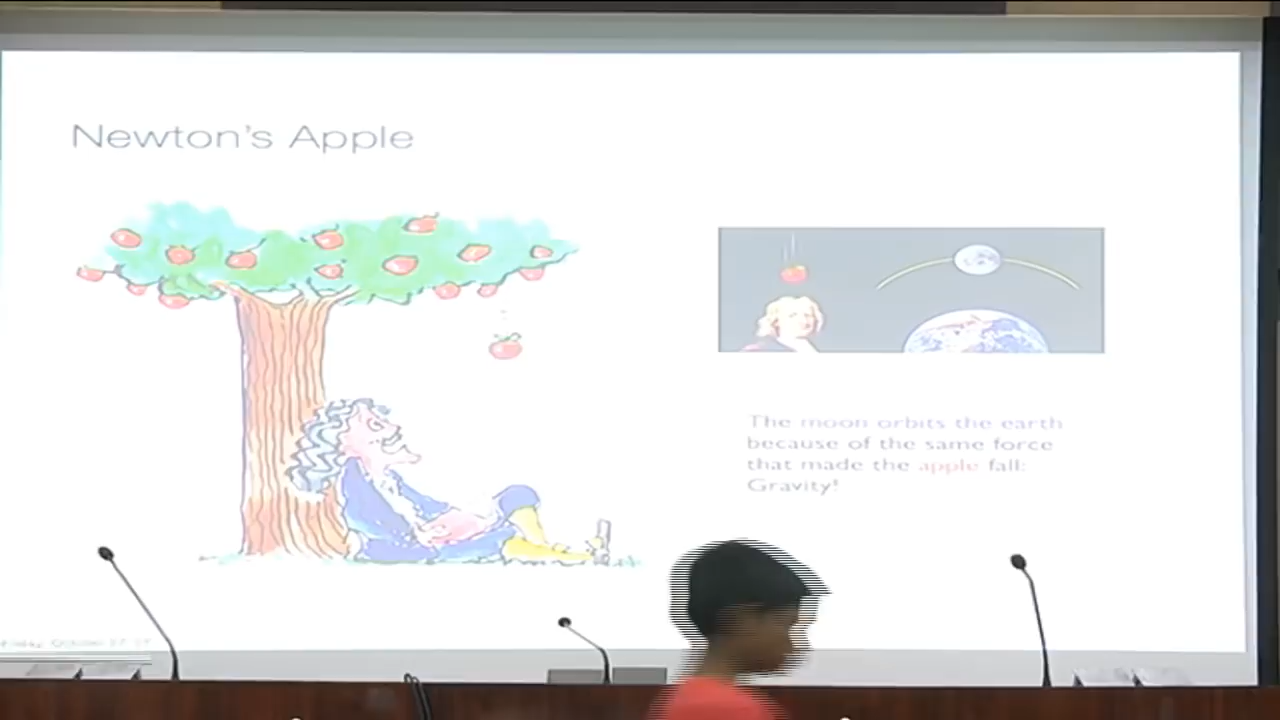 Newton's Apple
The moon orbits the earth
because of the same force
that made the apple fall:
Gravity!